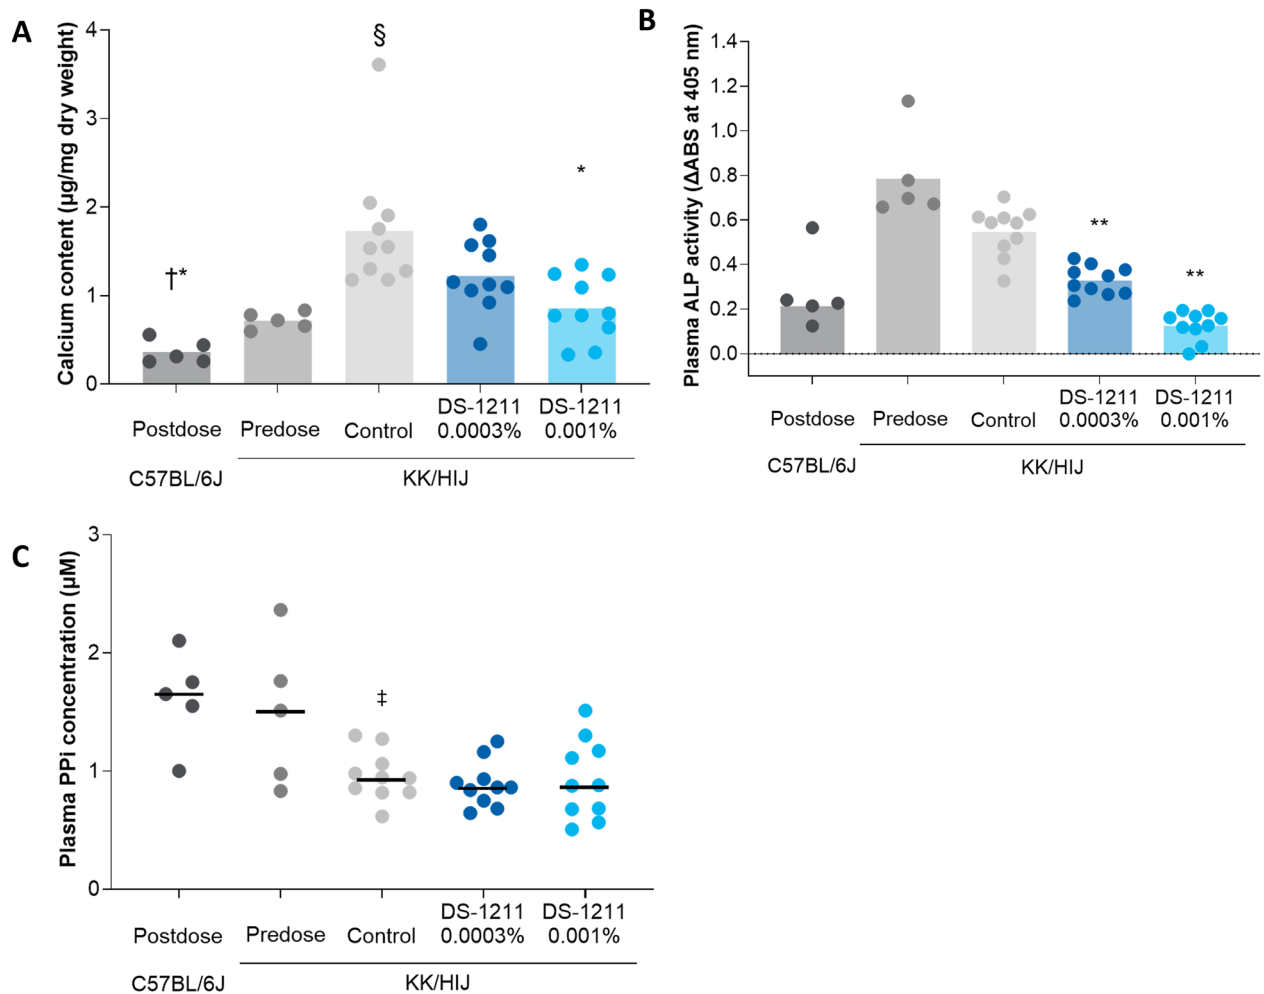 A
Calcium content (µg/mg dry weight)
4
3
2
1
0
†*
§
*
Postdose
Predose
Control
DS-1211
0.0003%
DS-1211
0.001%
C57BL/6J
KK/HIJ
B
Plasma ALP activity (ΔABS at 405 nm)
1.4
1.2
1.0
0.8
0.6
0.4
0.2
0.0
**
**
Postdose
Predose
Control
DS-1211
0.0003%
DS-1211
0.001%
C57BL/6J
KK/HIJ
C
Plasma PPi concentration (µM)
3
2
1
0
‡
Postdose
Predose
Control
DS-1211
0.0003%
DS-1211
0.001%
C57BL/6J
KK/HIJ